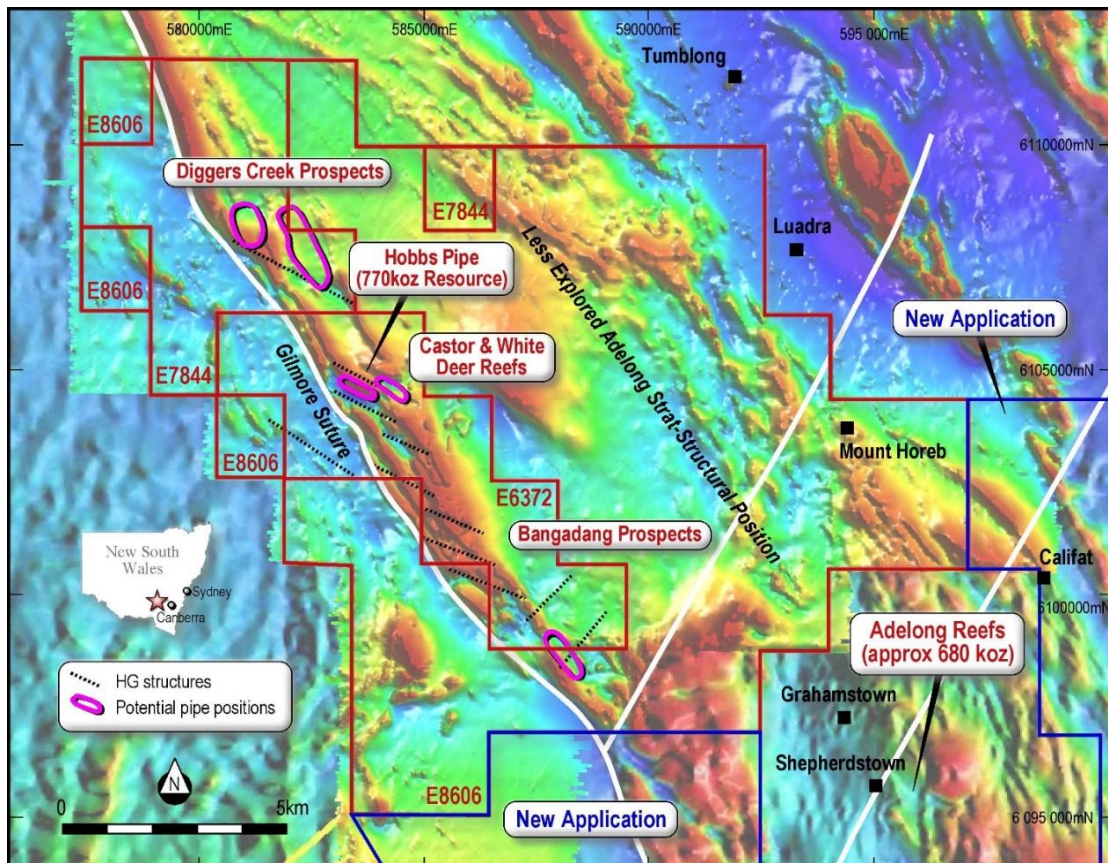 580000mE
585000mE
590000mE
595 000mE
Tumblong
E8606
6110000mN
Diggers Creek Prospects
E7844
Luadra
E8606
Hobbs Pipe
(770koz Resource)
Less Explored Adelong Strat-Structural Position
New Application
Castor & White
Deer Reefs
E7844
6105000mN
Gilmore Suture
Mount Horeb
E8606
E6372
Bangadang Prospects
New South
Wales
Sydney
Canberra
Califat
6100000mN
Adelong Reefs
(approx 680 koz)
HG structures
Potential pipe positions
Grahamstown
Shepherdstown
N
0
5km
E8606
New Application
6 095 000mN